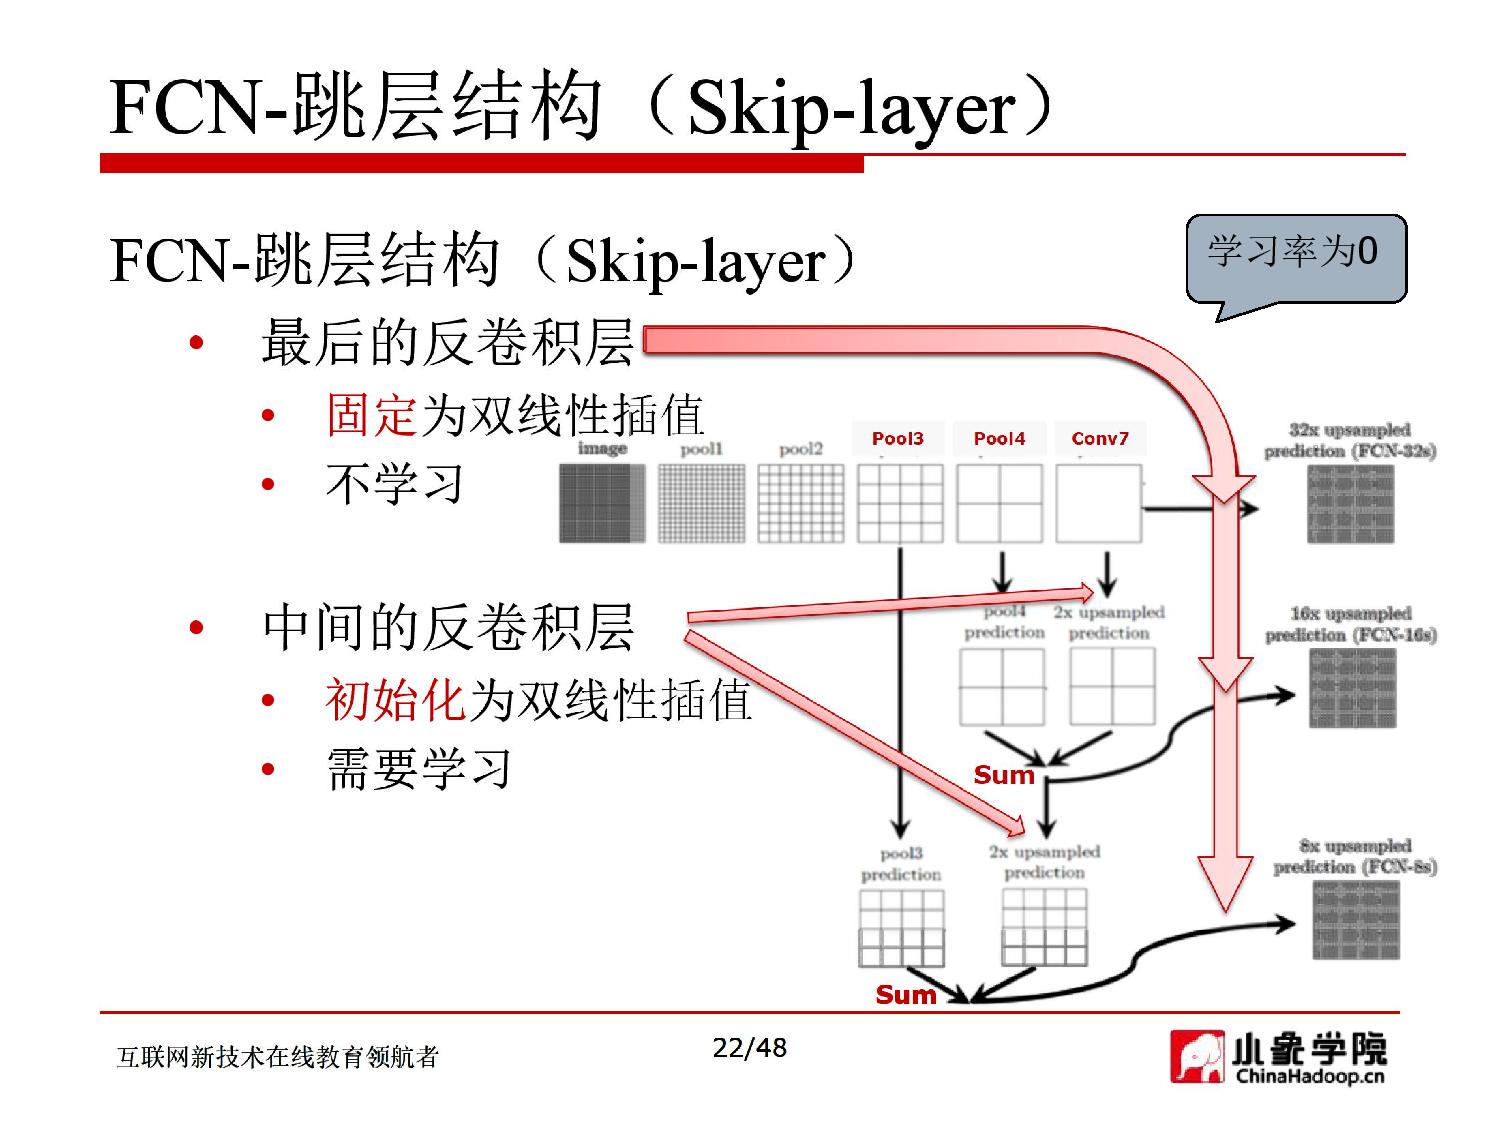 FCN-跳层结构（Skip-layer）
FCN-跳层结构（Skip-layer）
学习率为0
• 最后的反卷积层
• 固定为双线性插值
• 不学习
image pool1 pool2 Pool3 Pool4 Conv7
32x upsampled
prediction (FCN-32s)
• 中间的反卷积层
• 初始化为双线性插值
• 需要学习
pool4
prediction
2x upsampled
prediction
16x upsampled
prediction (FCN-16s)
Sum
pool3
prediction
2x upsampled
prediction
8x upsampled
prediction (FCN-8s)
Sum
互联网新技术在线教育领航者
22/48
小象学院
ChinaHadoop.cn